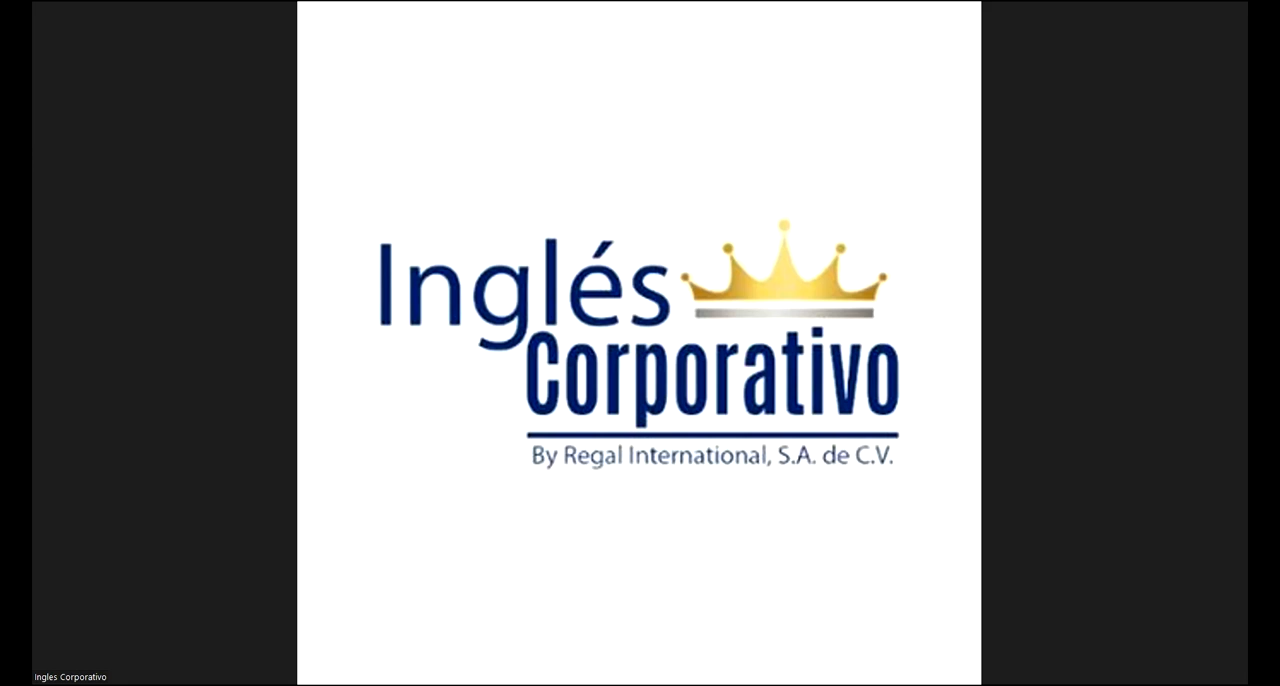 Inglés
Corporativo
By Regal International, S.A. de C.V.
Ingles Corporativo